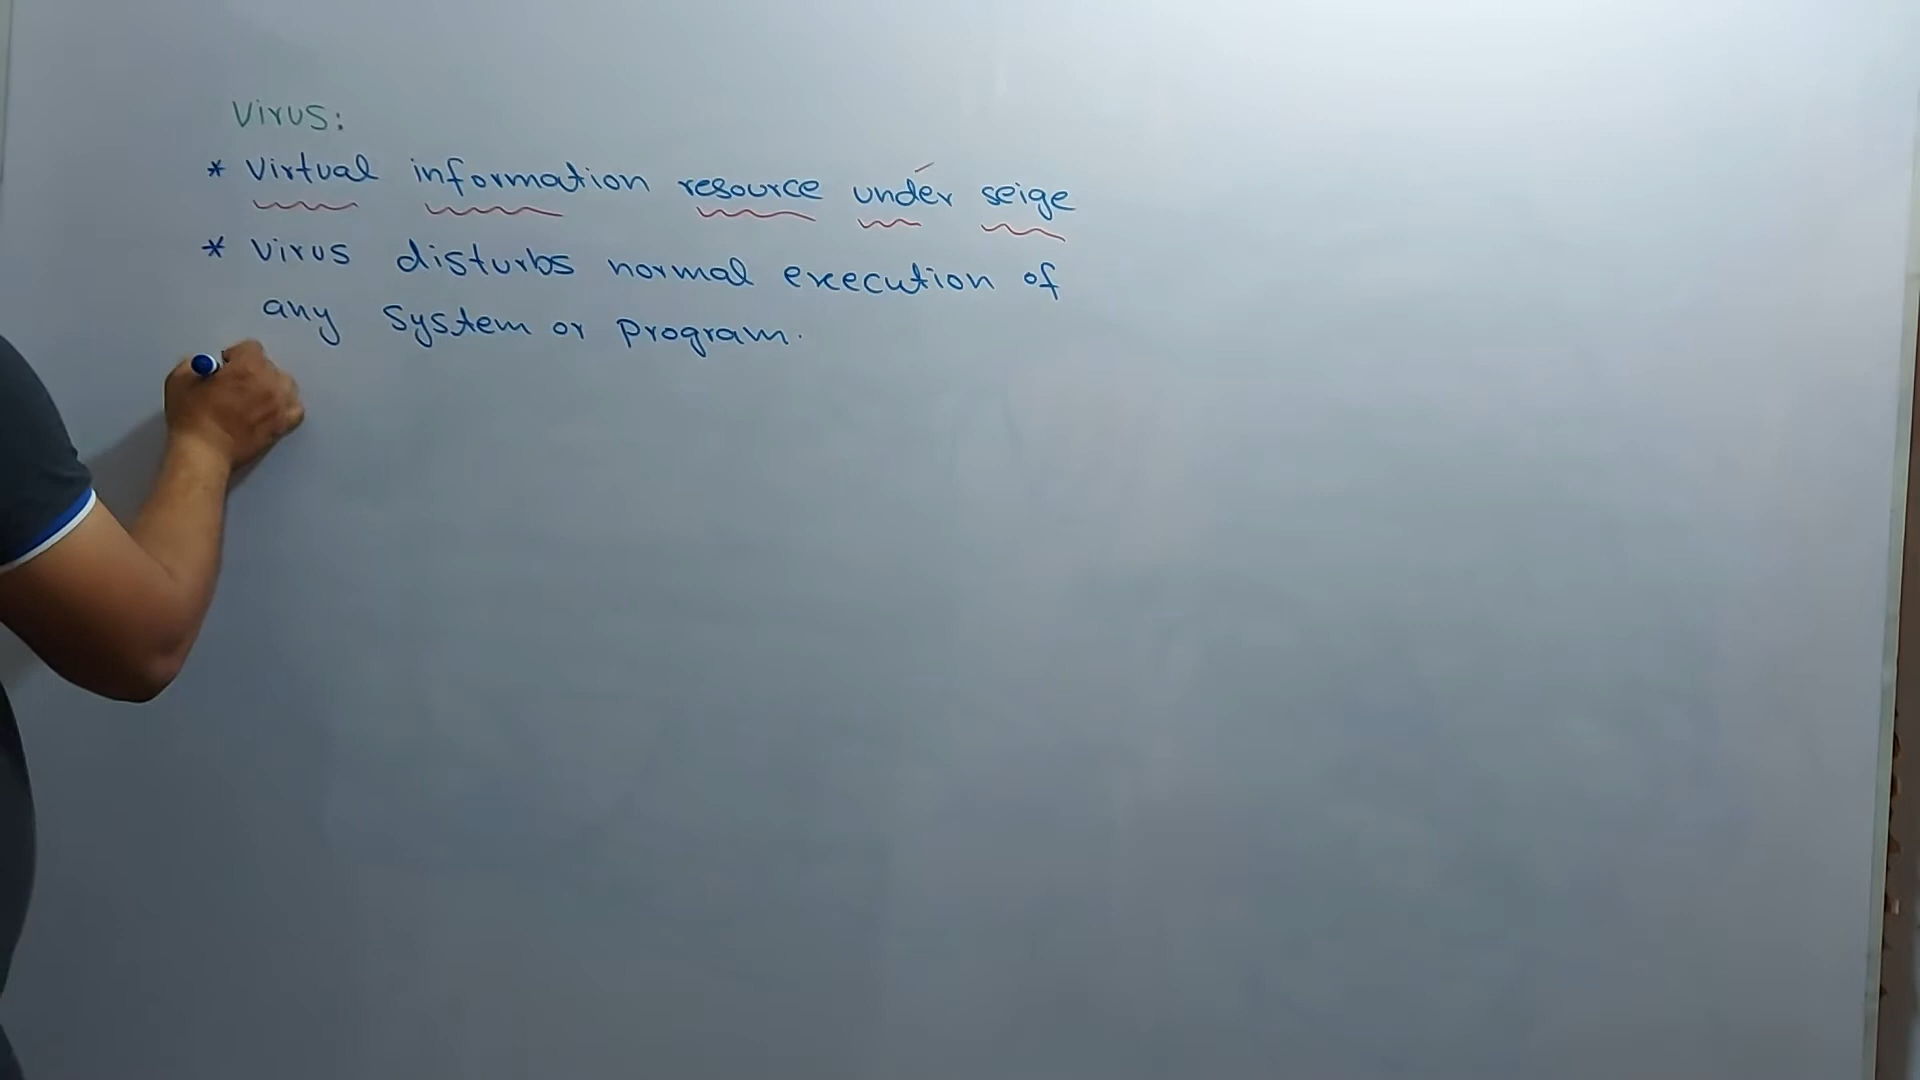 Virus:
* Virtual information resource under seige
* Virus disturbs normal execution of
any system or program.